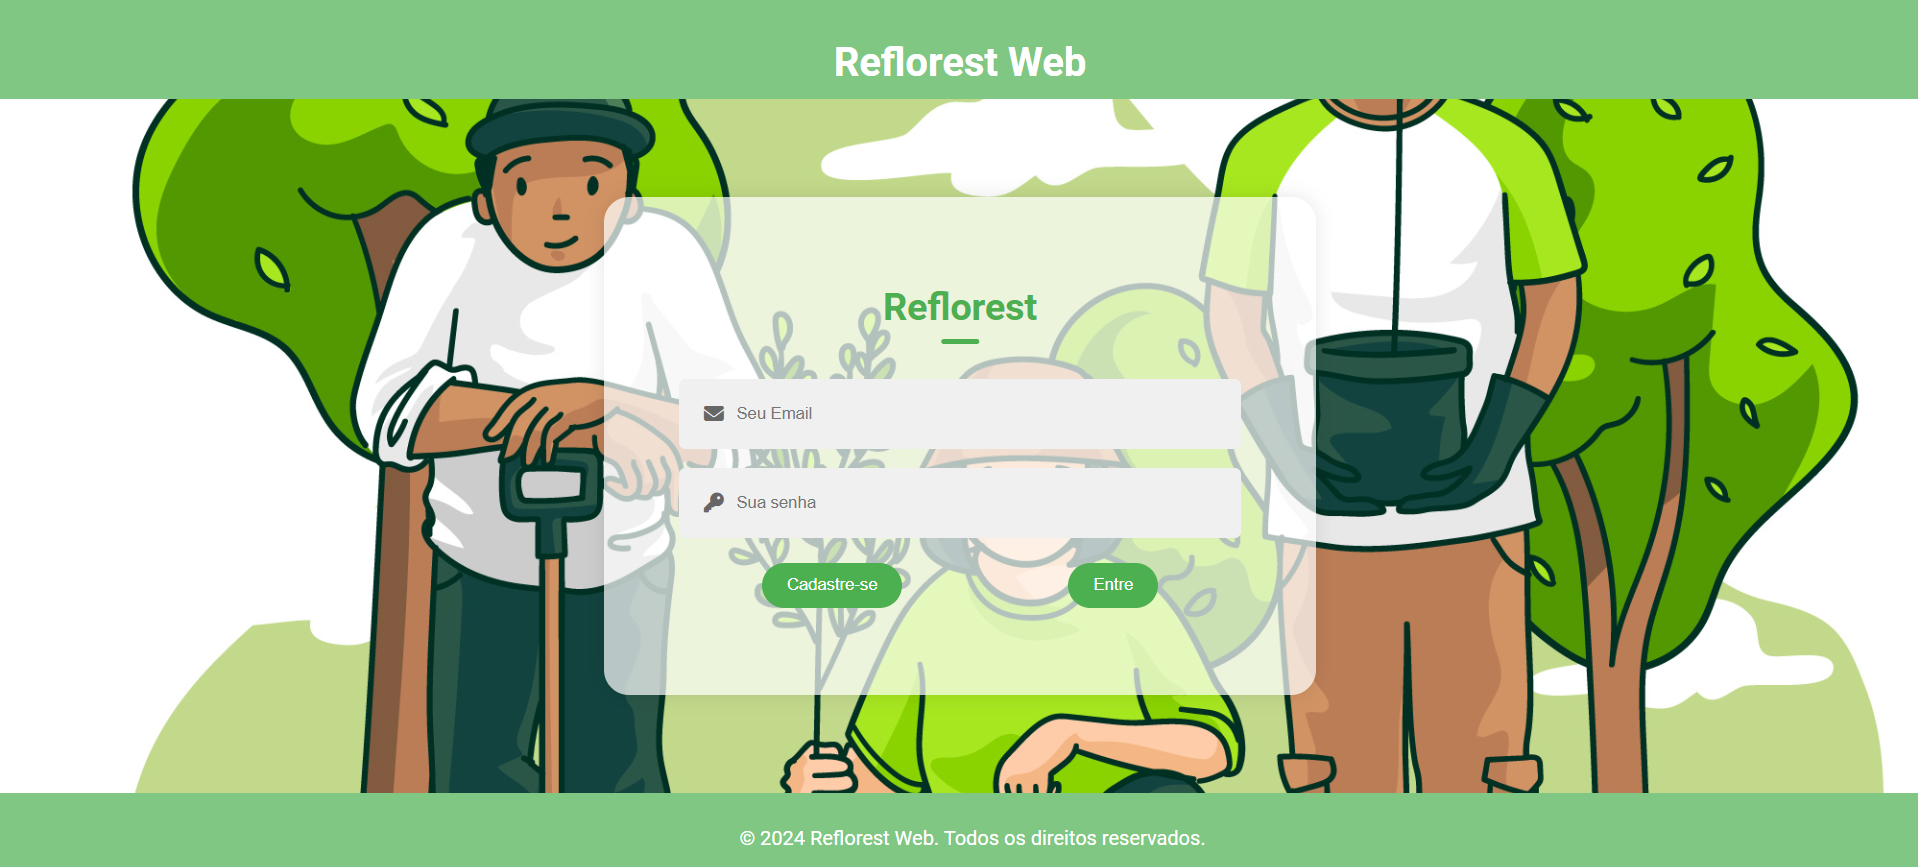 Reflorest Web
Reflorest
Seu Email
Sua senha
Cadastre-se
Entre
© 2024 Reflorest Web. Todos os direitos reservados.